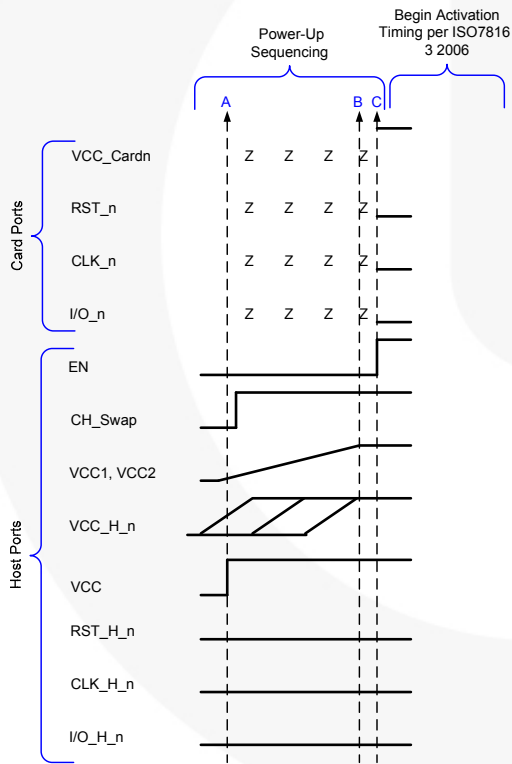 Begin Activation
Timing per ISO7816
3 2006
Power-Up
Sequencing
A B C
Card Ports
VCC_Cardn Z Z Z Z
RST_n Z Z Z Z
CLK_n Z Z Z Z
I/O_n Z Z Z Z
Host Ports
EN
CH_Swap
VCC1, VCC2
VCC_H_n
VCC
RST_H_n
CLK_H_n
I/O_H_n